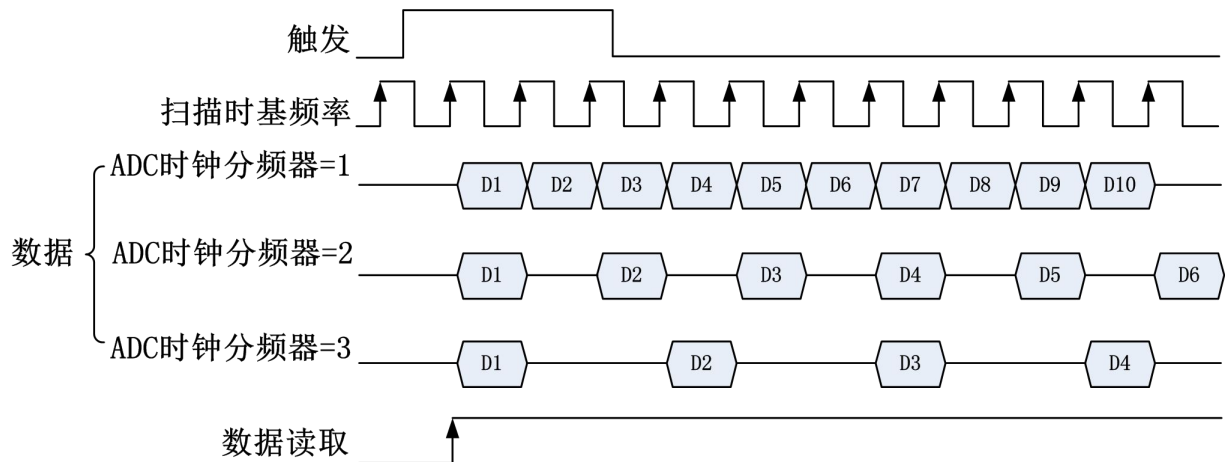 触发
扫描时基频率
数据
ADC时钟分频器=1
D1 D2 D3 D4 D5 D6 D7 D8 D9 D10
ADC时钟分频器=2
D1 D2 D3 D4 D5 D6
ADC时钟分频器=3
D1 D2 D3 D4
数据读取